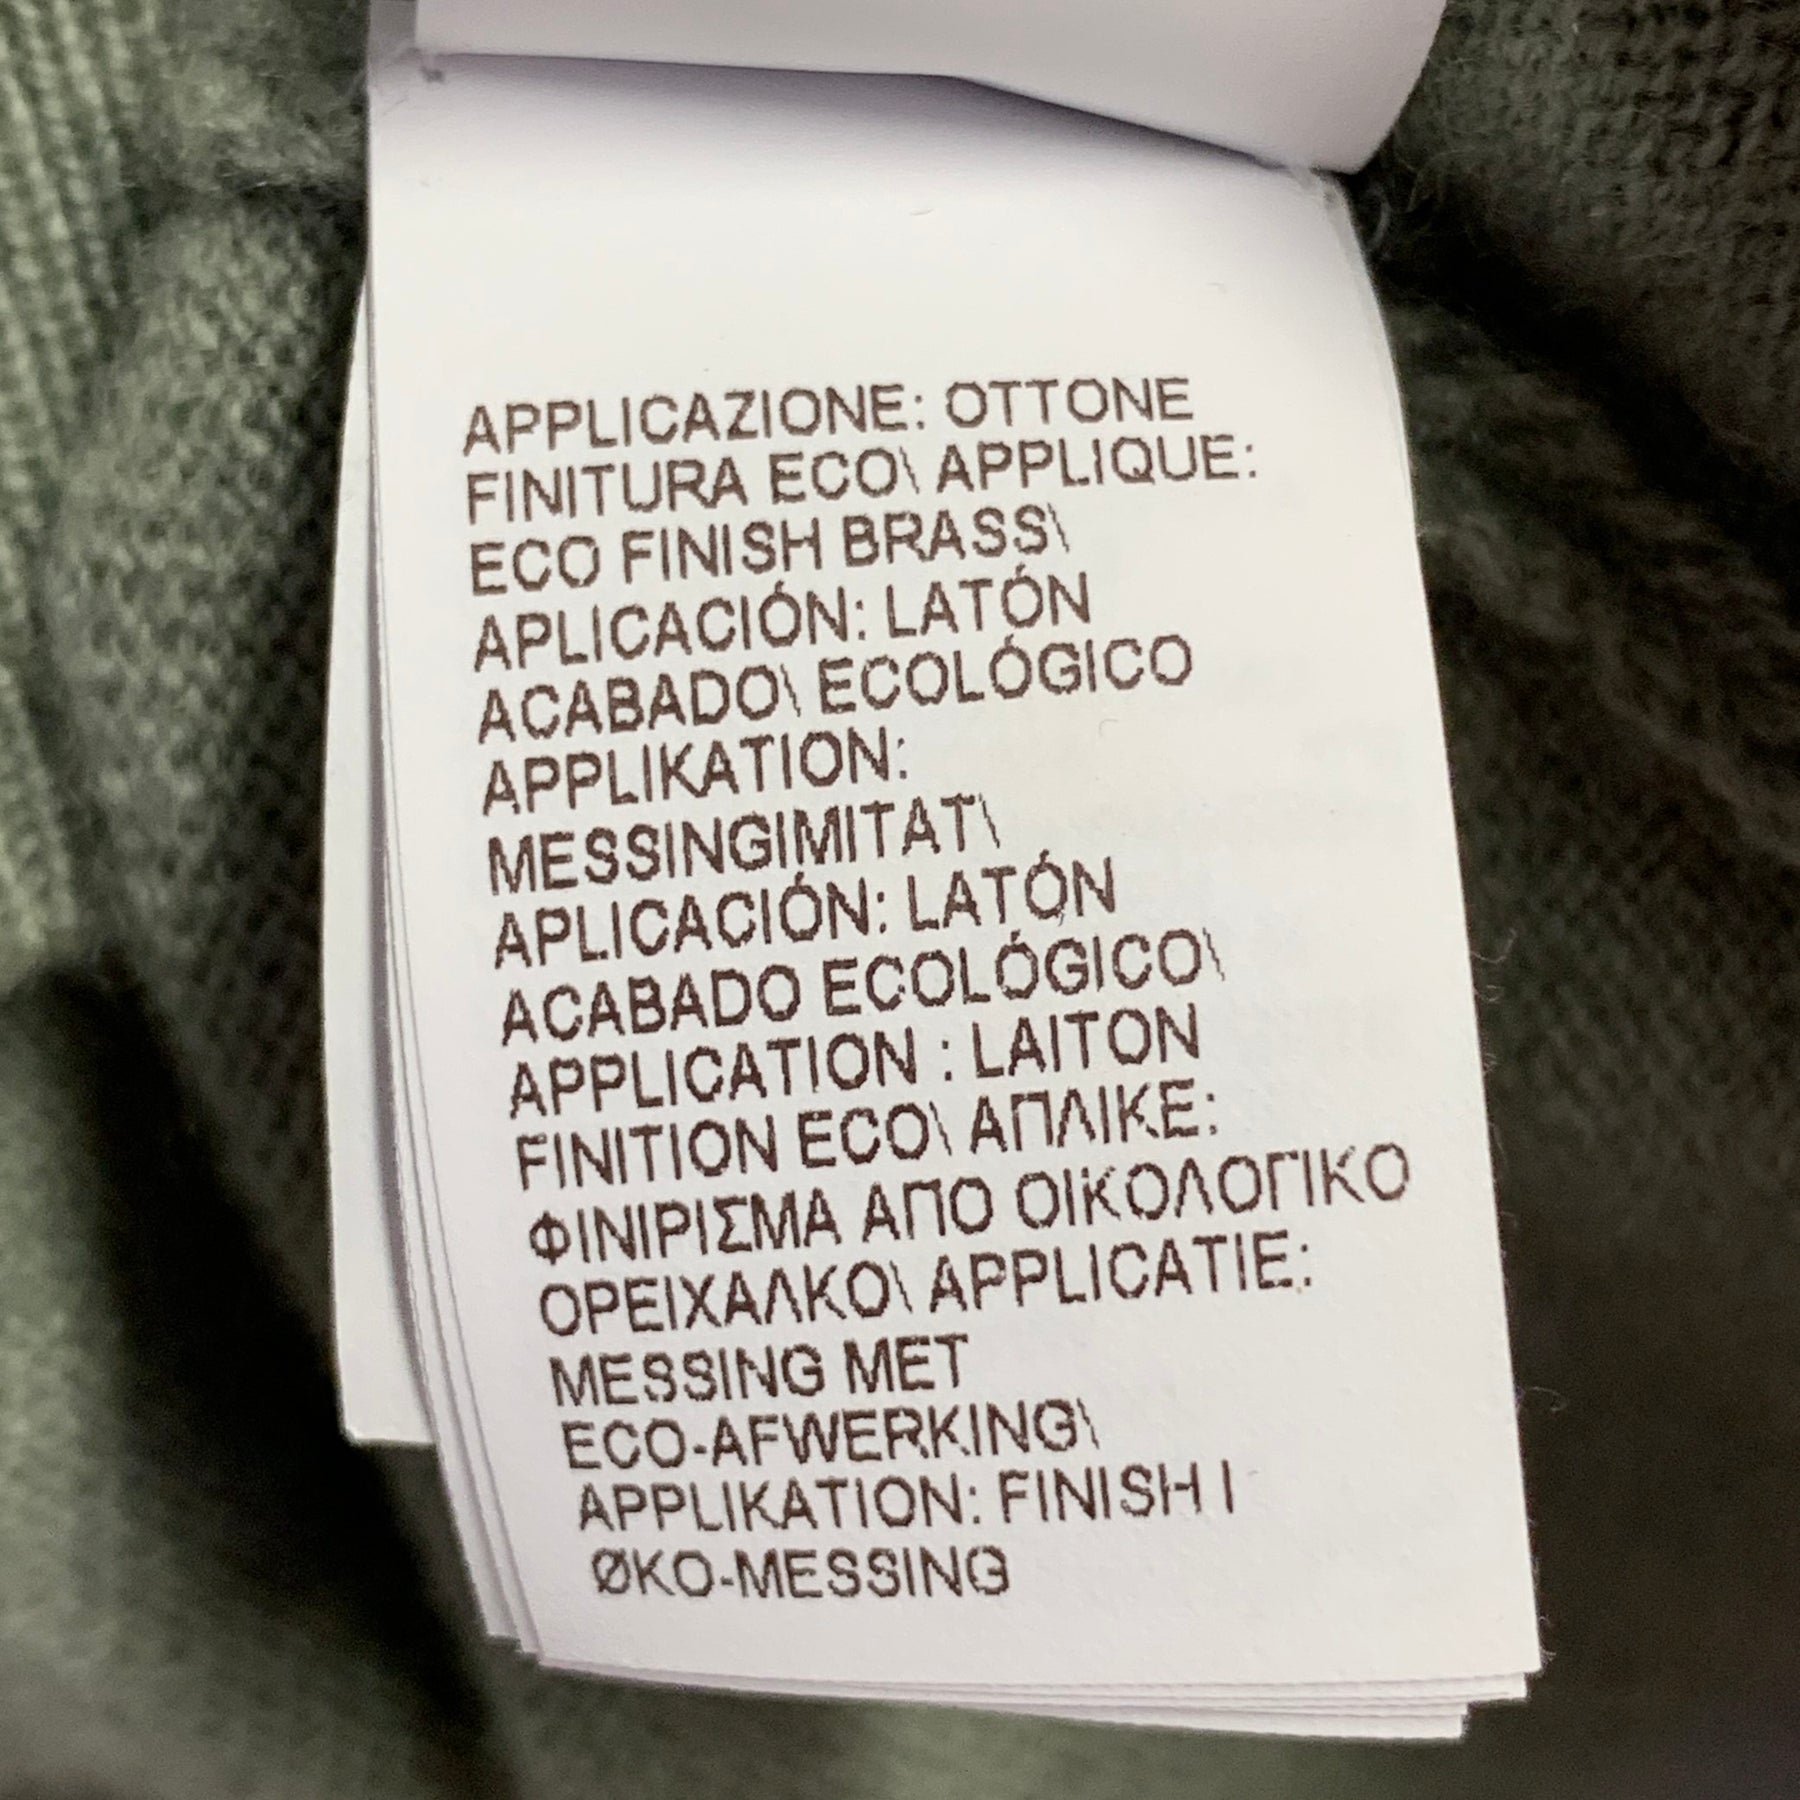 APPLICAZIONE: OTTONE
FINITURA ECO\ APPLIQUE:
ECO FINISH BRASS\
APLICACIÓN: LATÓN
ACABADO\ ECOLÓGICO
APPLIKATION:
MESSINGIMITAT\
APLICACIÓN: LATÓN
ACABADO ECOLÓGICO\
APPLICATION : LAITON
FINITION ECO\ ΑΠΛΙΚΕ:
ΦΙΝΙΡΙΣΜΑ ΑΠΟ ΟΙΚΟΛΟΓΙΚΟ
ΟΡΕΙΧΑΛΚΟ\ APPLICATIE:
MESSING MET
ECO-AFWERKING\
APPLIKATION: FINISH I
ØKO-MESSING